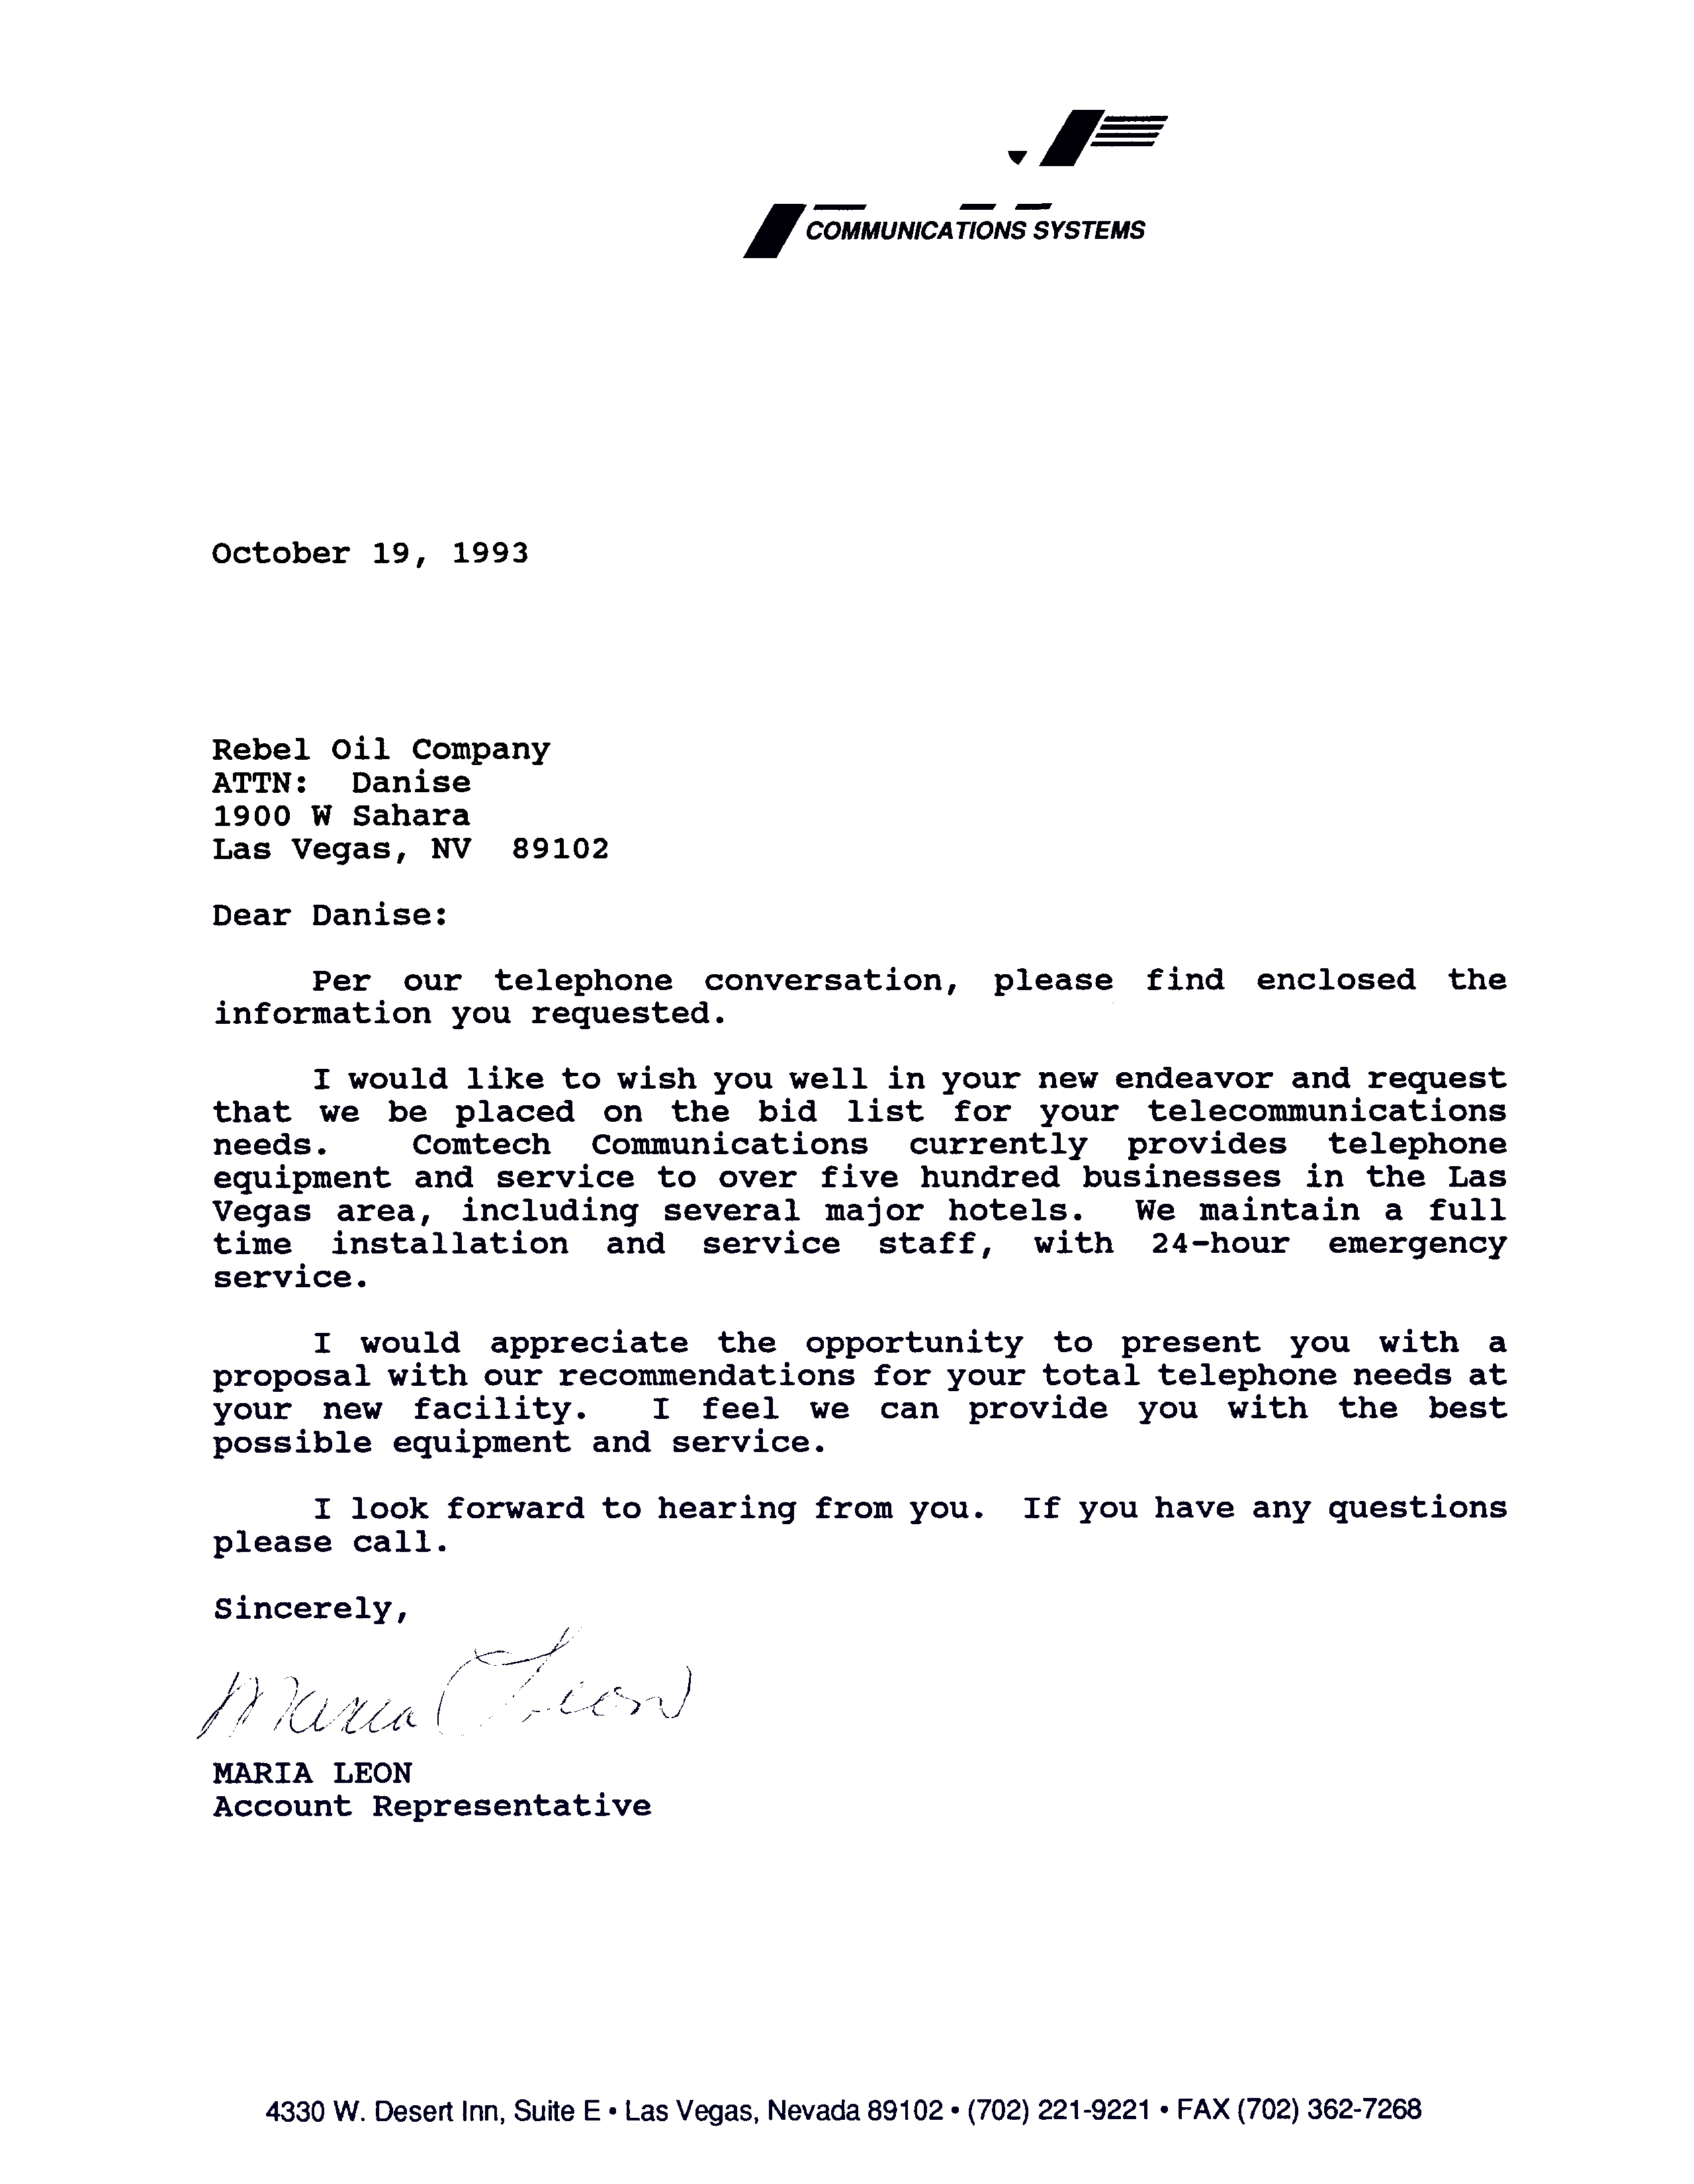 COMMUNICATIONS SYSTEMS
October 19, 1993
Rebel Oil Company
ATTN: Danise
1900 W Sahara
Las Vegas, NV 89102
Dear Danise:
Per our telephone conversation, please find enclosed the
information you requested.
I would like to wish you well in your new endeavor and request
that we be placed on the bid list for your telecommunications
needs. Comtech Communications currently provides telephone
equipment and service to over five hundred businesses in the Las
Vegas area, including several major hotels. We maintain a full
time installation and service staff, with 24-hour emergency
service.
I would appreciate the opportunity to present you with a
proposal with our recommendations for your total telephone needs at
your new facility. I feel we can provide you with the best
possible equipment and service.
I look forward to hearing from you. If you have any questions
please call.
Sincerely,
Maria Leon
MARIA LEON
Account Representative
4330 W. Desert Inn, Suite E • Las Vegas, Nevada 89102 • (702) 221-9221 • FAX (702) 362-7268